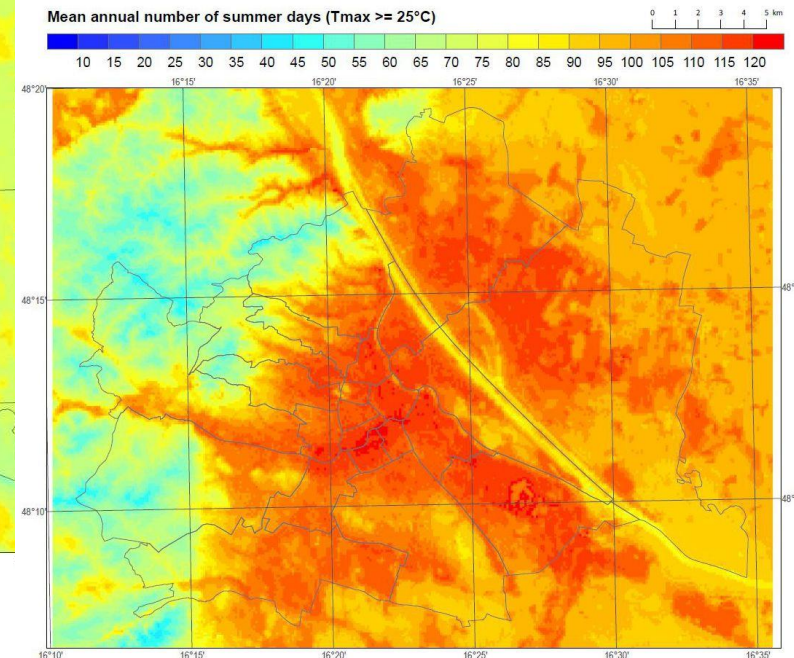 Mean annual number of summer days (Tmax >= 25°C)
0 1 2 3 4 5 km
10 15 20 25 30 35 40 45 50 55 60 65 70 75 80 85 90 95 100 105 110 115 120
16°15' 16°20' 16°25' 16°30' 16°35'
48°20'
48°15' 48°
48°10' 48°
16°10' 16°15' 16°20' 16°25' 16°30' 16°35'